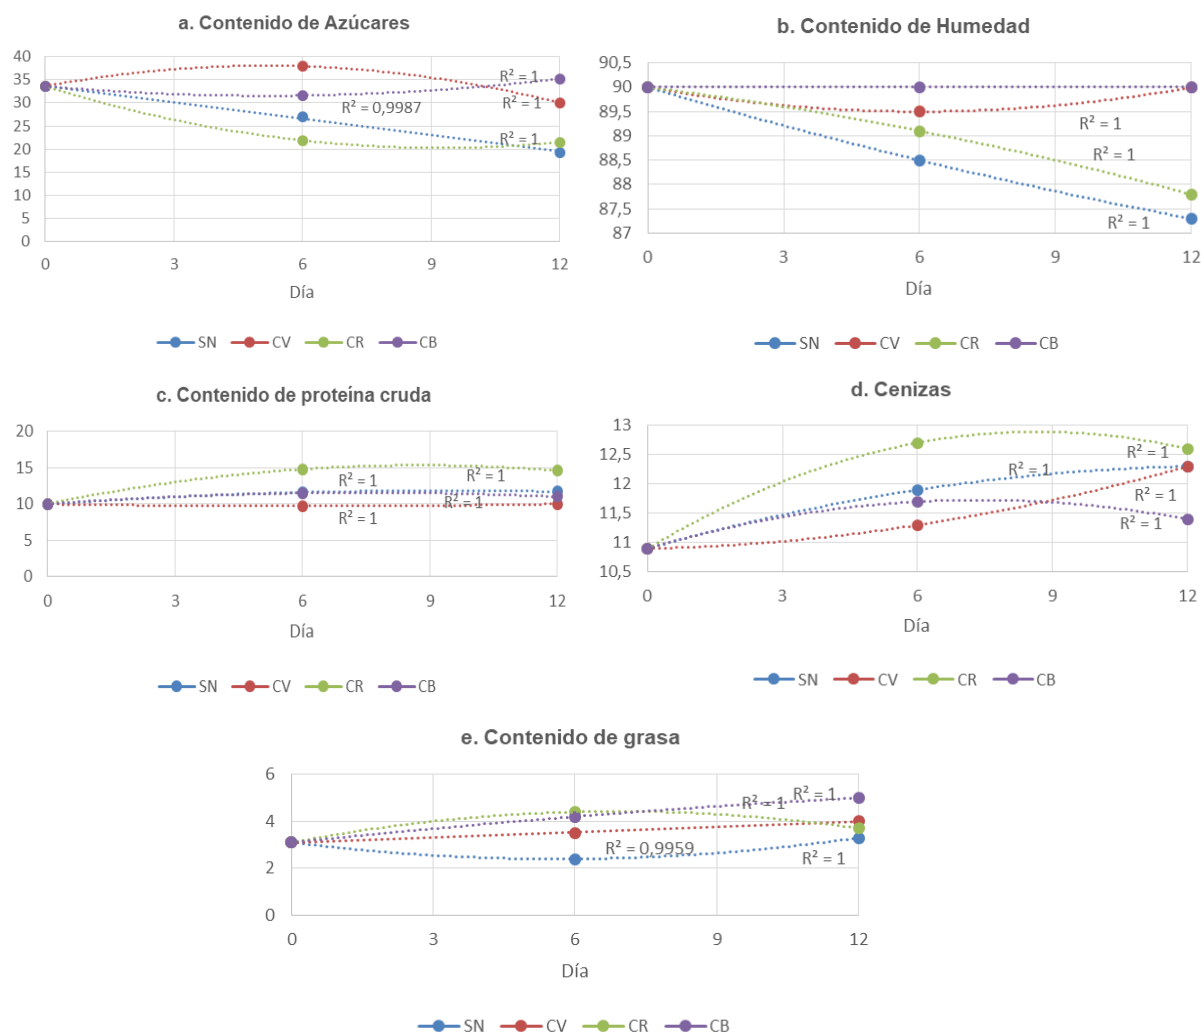 a. Contenido de Azúcares
40
35
30
25
20
15
10
5
0
R² = 1
R² = 0,9987
R² = 1
R² = 1
0 3 6 9 12
Día
SN CV CR CB
b. Contenido de Humedad
90,5
90
89,5
89
88,5
88
87,5
87
R² = 1
R² = 1
R² = 1
0 3 6 9 12
Día
SN CV CR CB
c. Contenido de proteína cruda
20
15
10
5
0
R² = 1
R² = 1
R² = 1
R² = 1
0 3 6 9 12
Día
SN CV CR CB
d. Cenizas
13
12,5
12
11,5
11
10,5
R² = 1
R² = 1
R² = 1
R² = 1
0 3 6 9 12
Día
SN CV CR CB
e. Contenido de grasa
6
4
2
0
R² = 1
R² = 1
R² = 0,9959
R² = 1
0 3 6 9 12
Día
SN CV CR CB